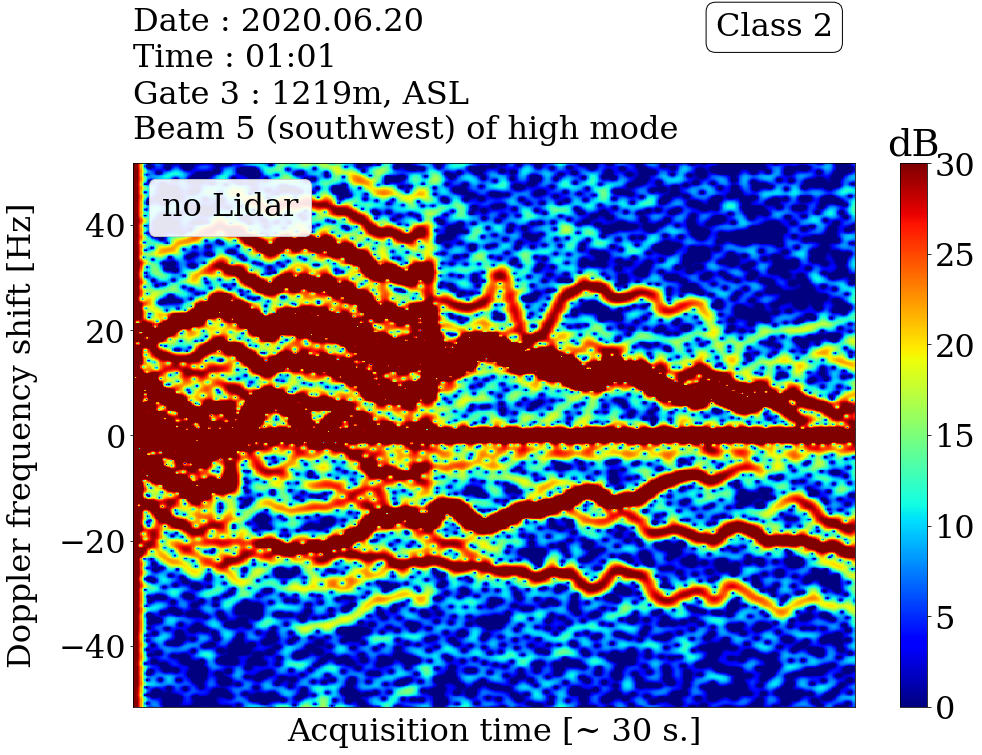 Date : 2020.06.20
Time : 01:01
Gate 3 : 1219m, ASL
Beam 5 (southwest) of high mode
Class 2
dB
no Lidar
Doppler frequency shift [Hz]
40
20
0
−20
−40
30
25
20
15
10
5
0
Acquisition time [~ 30 s.]